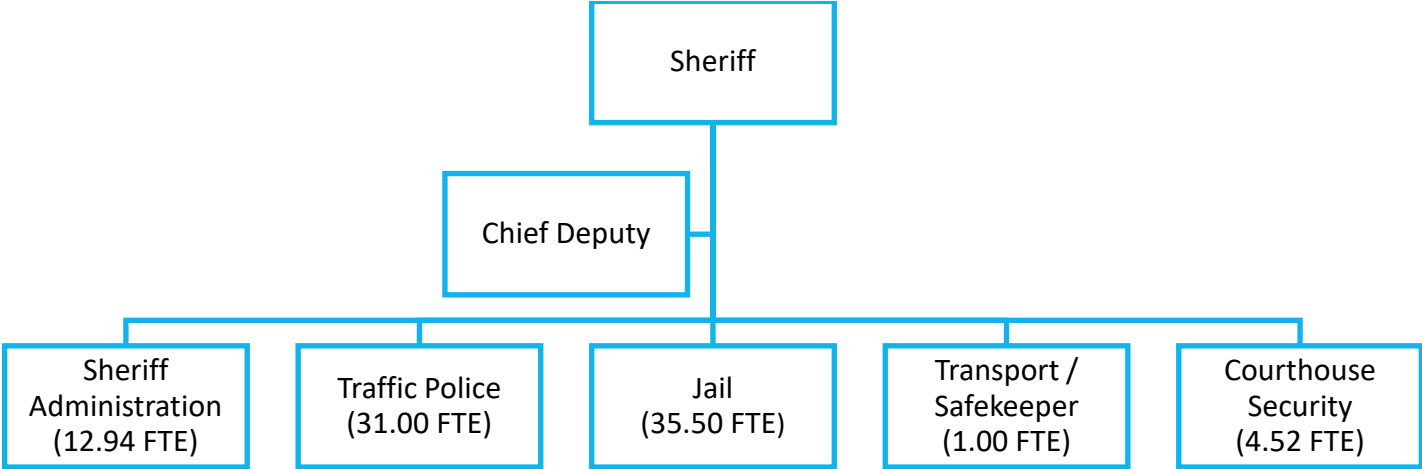 Sheriff
Chief Deputy
Sheriff
Administration
(12.94 FTE)
Traffic Police
(31.00 FTE)
Jail
(35.50 FTE)
Transport /
Safekeeper
(1.00 FTE)
Courthouse
Security
(4.52 FTE)